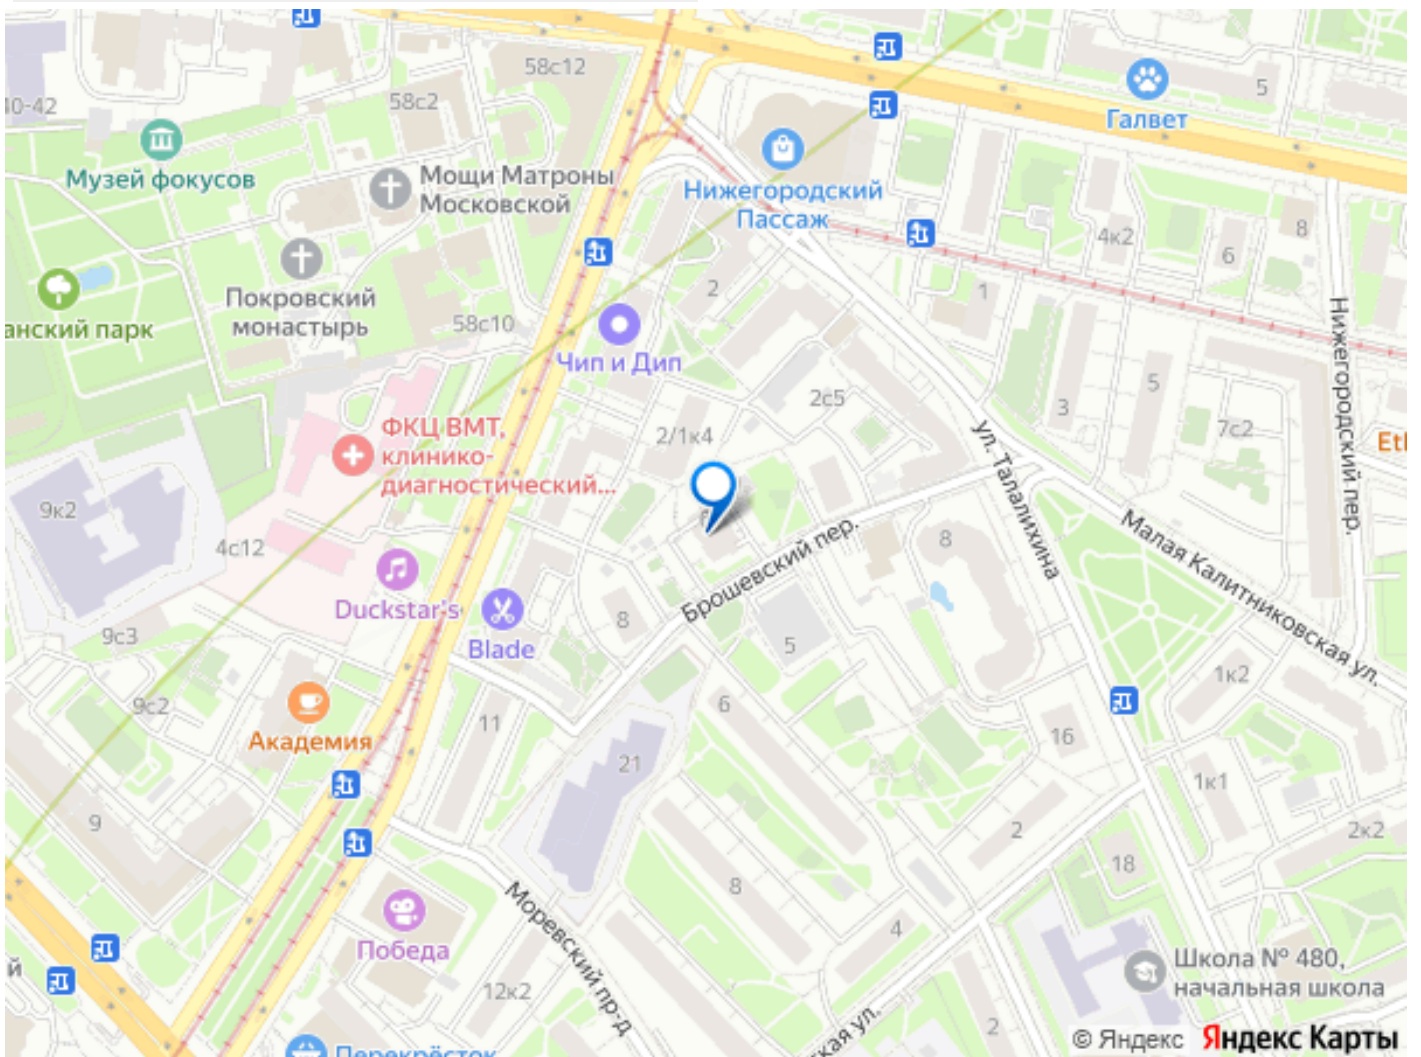 58с12
5
40-42
58с2
Галвет
Музей фокусов
Мощи Матроны
Московской
Нижегородский
Пассаж
4к2
8
6
Покровский
монастырь
58с10
2
1
анский парк
Чип и Дип
Нижегородский пер.
2с5
3
5
7с2
2/1к4
ФКЦ ВМТ,
клинико-
диагностический...
ул. Талалихина
9к2
4с12
Малая Калитниковская ул.
8
Брошевский пер.
Duckstar's
Blade
8
5
9с3
9с2
6
1к2
Академия
11
21
16
1к1
9
2
2к2
18
8
4
Моревский пр-д
Победа
Школа № 480,
начальная школа
й
12к2
2
кая ул.
Перекрёсток
© Яндекс Яндекс Карты